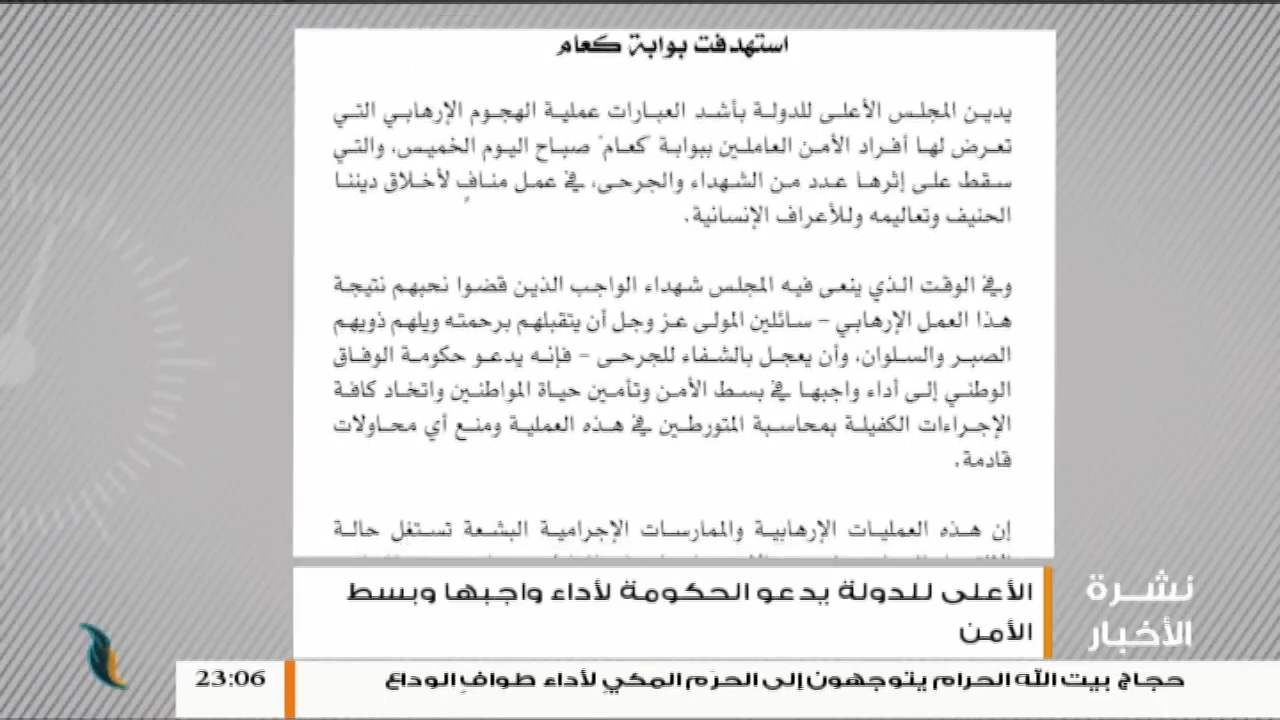 استهدفت بوابة كعام
يدين المجلس الأعلى للدولة بأشد العبارات عملية الهجوم الإرهابي التي
تعرض لها أفراد الأمن العاملين ببوابة كعام صباح اليوم الخميس، والتي
سقط على إثرها عدد من الشهداء والجرحى، في عمل منافٍ لأخلاق ديننا
الحنيف وتعاليمه وللأعراف الإنسانية.
وفي الوقت الذي ينعى فيه المجلس شهداء الواجب الذين قضوا نحبهم نتيجة
هذا العمل الإرهابي – سائلين المولى عز وجل أن يتقبلهم برحمته ويلهم ذويهم
الصبر والسلوان، وأن يعجل بالشفاء للجرحى – فإنه يدعو حكومة الوفاق
الوطني إلى أداء واجبها في بسط الأمن وتأمين حياة المواطنين واتخاد كافة
الإجراءات الكفيلة بمحاسبة المتورطين في هذه العملية ومنع أي محاولات
قادمة.
إن هذه العمليات الإرهابية والممارسات الإجرامية البشعة تستغل حالة
الأعلى للدولة يدعو الحكومة لأداء واجبها وبسط
الأمن
نشرة
الأخبار
حجاج بيت الله الحرام يتوجهون إلى الحرَم المكيِ لأداء طوافِ الوداع
23:06